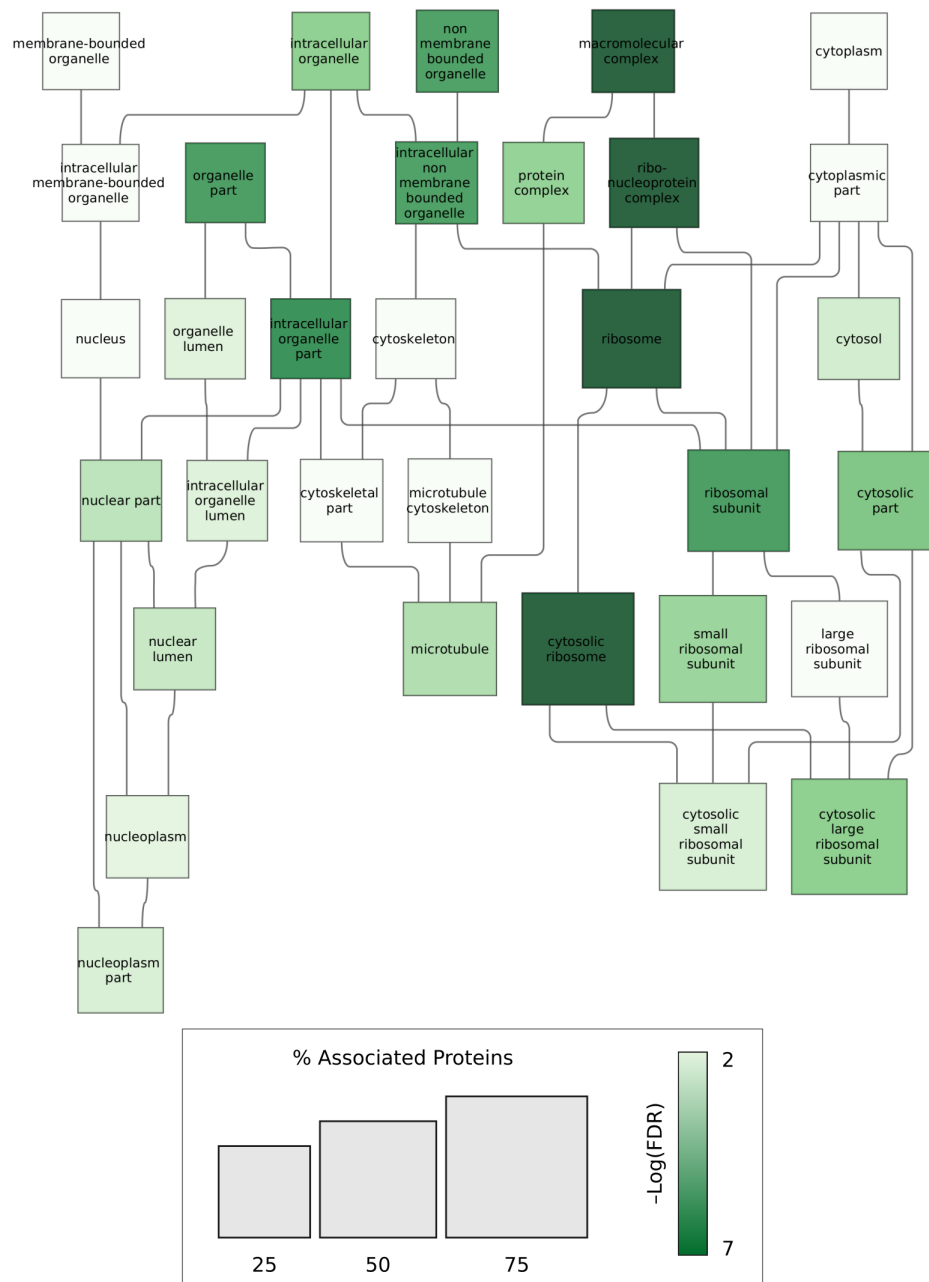 membrane-bounded
organelle
intracellular
organelle
non
membrane
bounded
organelle
macromolecular
complex
cytoplasm
intracellular
membrane-bounded
organelle
organelle
part
intracellular
non
membrane
bounded
organelle
protein
complex
ribo-
nucleoprotein
complex
cytoplasmic
part
nucleus
organelle
lumen
intracellular
organelle
part
cytoskeleton
ribosome
cytosol
nuclear part
intracellular
organelle
lumen
cytoskeletal
part
microtubule
cytoskeleton
ribosomal
subunit
cytosolic
part
nuclear
lumen
microtubule
cytosolic
ribosome
small
ribosomal
subunit
large
ribosomal
subunit
nucleoplasm
cytosolic
small
ribosomal
subunit
cytosolic
large
ribosomal
subunit
nucleoplasm
part
% Associated Proteins
25
50
75
–Log(FDR)
2
7